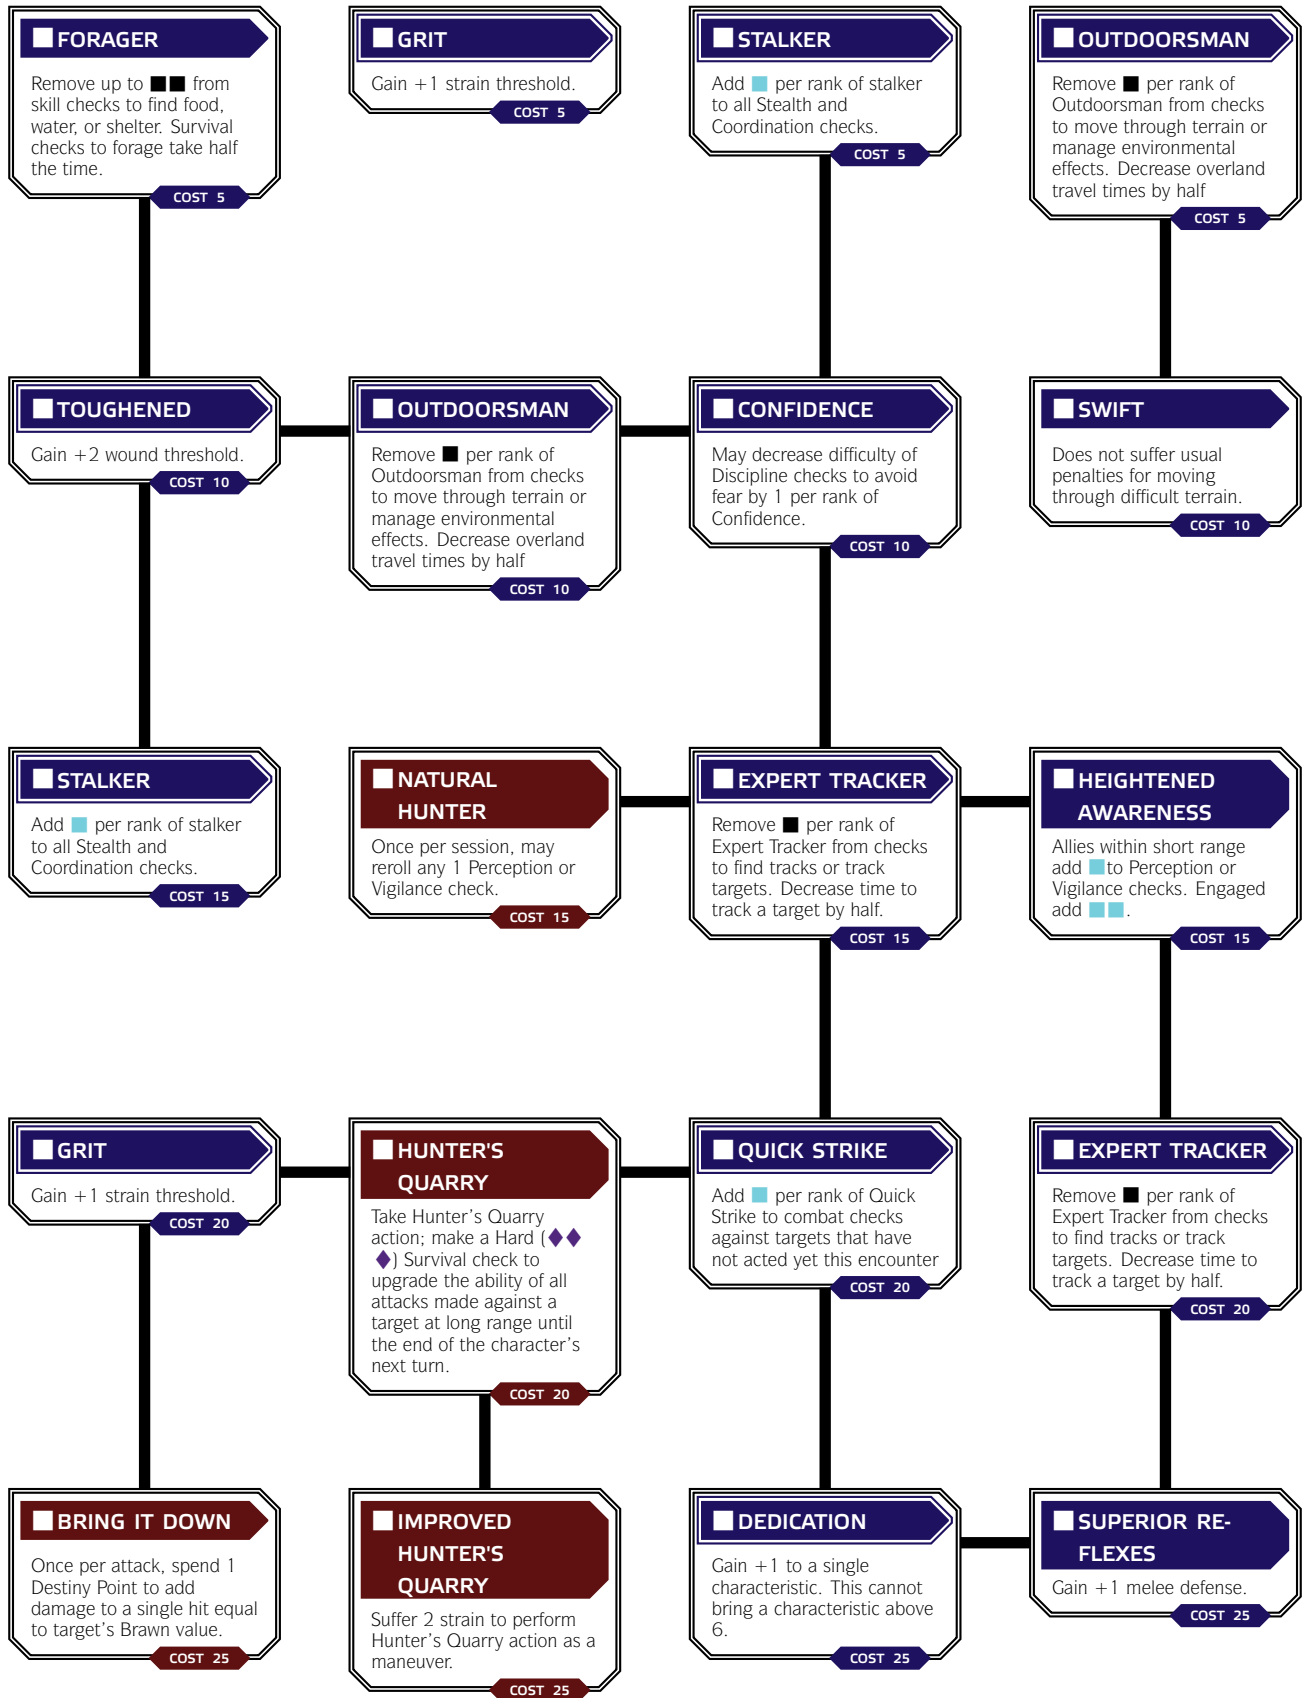 FORAGER
Remove up to ■■ from
skill checks to find food,
water, or shelter. Survival
checks to forage take half
the time.
COST 5
GRIT
Gain +1 strain threshold.
COST 5
STALKER
Add ■ per rank of stalker
to all Stealth and
Coordination checks.
COST 5
OUTDOORSMAN
Remove ■ per rank of
Outdoorsman from checks
to move through terrain or
manage environmental
effects. Decrease overland
travel times by half
COST 5
TOUGHENED
Gain +2 wound threshold.
COST 10
OUTDOORSMAN
Remove ■ per rank of
Outdoorsman from checks
to move through terrain or
manage environmental
effects. Decrease overland
travel times by half
COST 10
CONFIDENCE
May decrease difficulty of
Discipline checks to avoid
fear by 1 per rank of
Confidence.
COST 10
SWIFT
Does not suffer usual
penalties for moving
through difficult terrain.
COST 10
STALKER
Add ■ per rank of stalker
to all Stealth and
Coordination checks.
COST 15
NATURAL
HUNTER
Once per session, may
reroll any 1 Perception or
Vigilance check.
COST 15
EXPERT TRACKER
Remove ■ per rank of
Expert Tracker from checks
to find tracks or track
targets. Decrease time to
track a target by half.
COST 15
HEIGHTENED
AWARENESS
Allies within short range
add ■ to Perception or
Vigilance checks. Engaged
add ■■.
COST 15
GRIT
Gain +1 strain threshold.
COST 20
HUNTER'S
QUARRY
Take Hunter's Quarry
action; make a Hard (◆◆
◆) Survival check to
upgrade the ability of all
attacks made against a
target at long range until
the end of the character's
next turn.
COST 20
QUICK STRIKE
Add ■ per rank of Quick
Strike to combat checks
against targets that have
not acted yet this encounter
COST 20
EXPERT TRACKER
Remove ■ per rank of
Expert Tracker from checks
to find tracks or track
targets. Decrease time to
track a target by half.
COST 20
BRING IT DOWN
Once per attack, spend 1
Destiny Point to add
damage to a single hit equal
to target's Brawn value.
COST 25
IMPROVED
HUNTER'S
QUARRY
Suffer 2 strain to perform
Hunter's Quarry action as a
maneuver.
COST 25
DEDICATION
Gain +1 to a single
characteristic. This cannot
bring a characteristic above
6.
COST 25
SUPERIOR RE-
FLEXES
Gain +1 melee defense.
COST 25